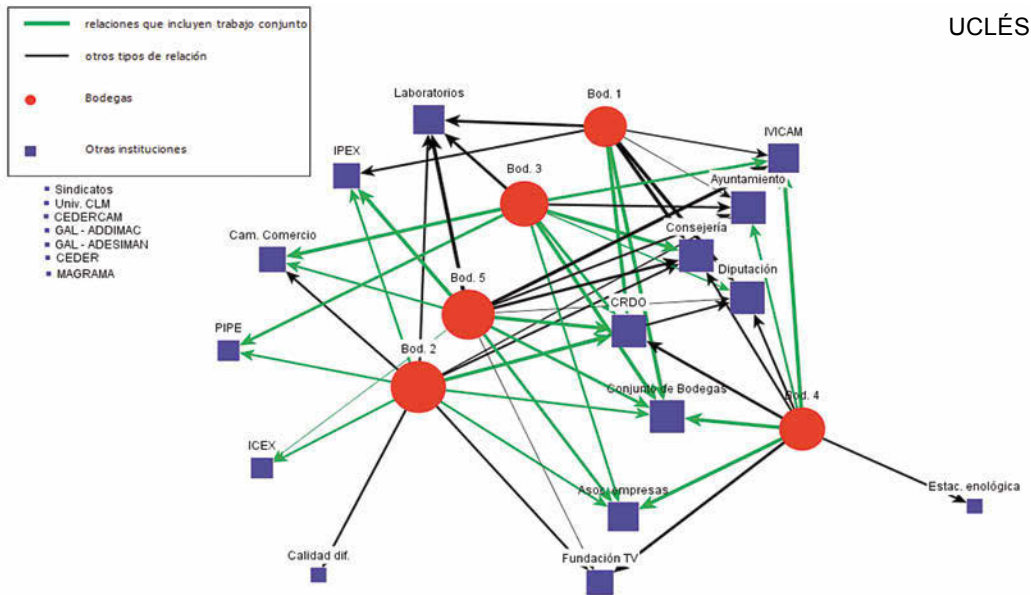 UCLÉS
relaciones que incluyen trabajo conjunto
otros tipos de relación
Bodegas
Otras instituciones
Sindicatos
Univ. CLM
CEDERCAM
GAL - ADDIMAC
GAL - ADESIMAN
CEDER
MAGRAMA
Laboratorios
Bod. 1
IVICAM
IPEX
Bod. 3
Ayuntamiento
Cam. Comercio
Consejería
Bod. 5
Diputación
CRDO
PIPE
Bod. 2
Conjunto de Bodegas
Bod. 4
ICEX
Asoc. empresas
Estac. enológica
Calidad dif.
Fundación TV